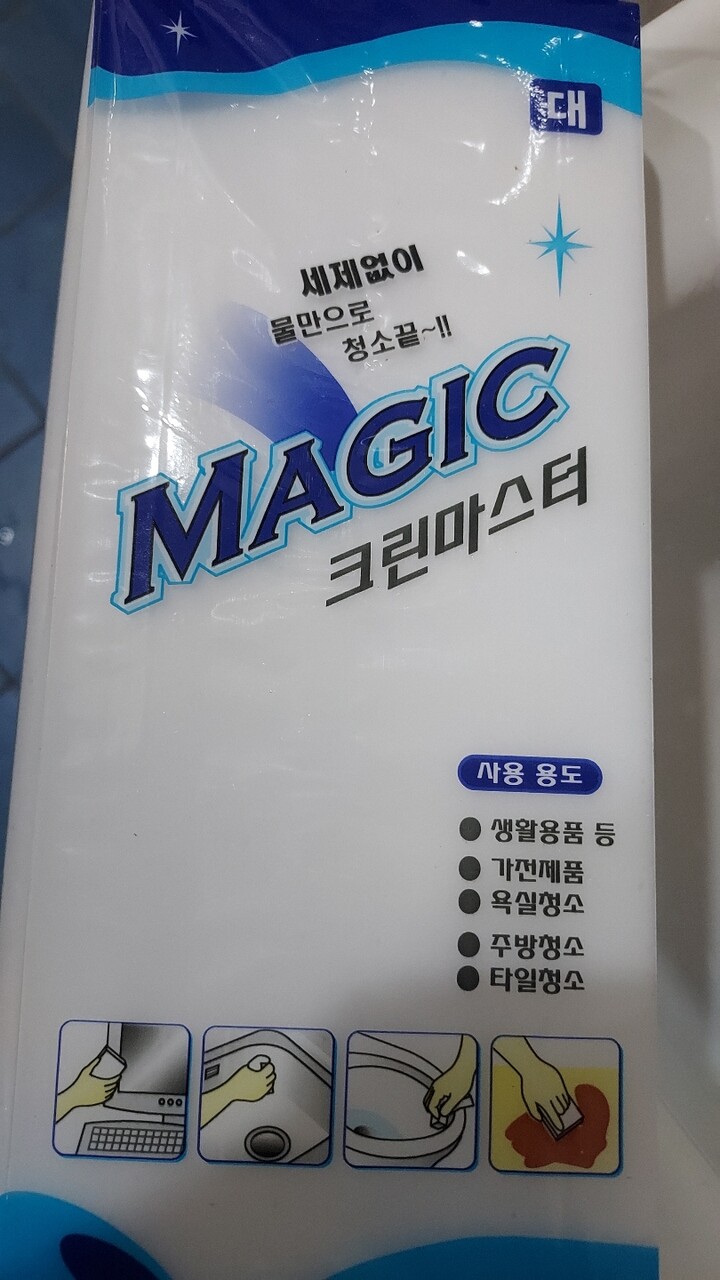 대
세제없이
물만으로
청소끝~!!
MAGIC
크린마스터
사용 용도
● 생활용품 등
● 가전제품
● 욕실청소
● 주방청소
● 타일청소